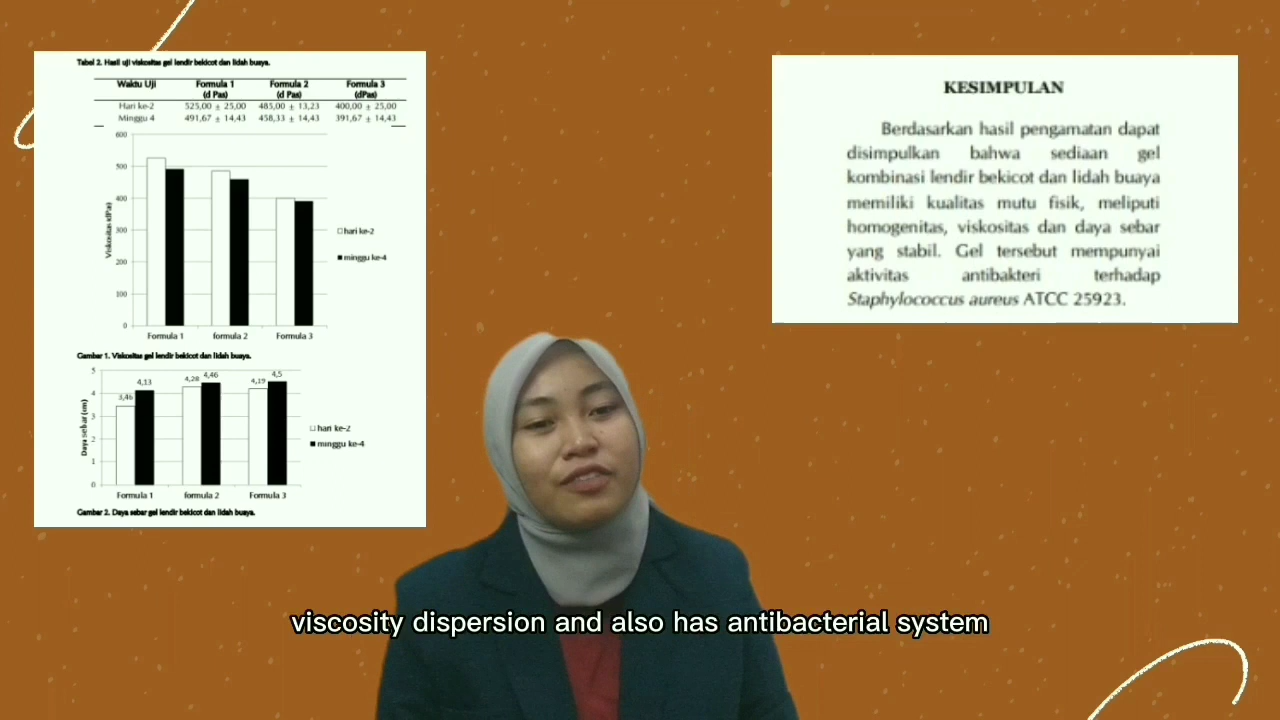 Tabel 2. Hasil uji viskositas gel lendir bekicot dan lidah buaya.
Waktu Uji Formula 1 Formula 2 Formula 3
(d Pas) (d Pas) (dPas)
Hari ke-2 525,00 ± 25,00 485,00 ± 13,23 400,00 ± 25,00
Minggu 4 491,67 ± 14,43 458,33 ± 14,43 391,67 ± 14,43
600
500
400
300
200
100
0
Viskositas (dPas)
Formula 1 formula 2 Formula 3
hari ke-2
minggu ke-4
Gambar 1. Viskositas gel lendir bekicot dan lidah buaya.
5
4
3
2
1
0
Daya sebar (cm)
3,46 4,13 4,28 4,46 4,19 4,5
Formula 1 formula 2 Formula 3
hari ke-2
minggu ke-4
Gambar 2. Daya sebar gel lendir bekicot dan lidah buaya.
KESIMPULAN
Berdasarkan hasil pengamatan dapat
disimpulkan bahwa sediaan gel
kombinasi lendir bekicot dan lidah buaya
memiliki kualitas mutu fisik, meliputi
homogenitas, viskositas dan daya sebar
yang stabil. Gel tersebut mempunyai
aktivitas antibakteri terhadap
Staphylococcus aureus ATCC 25923.
viscosity dispersion and also has antibacterial system